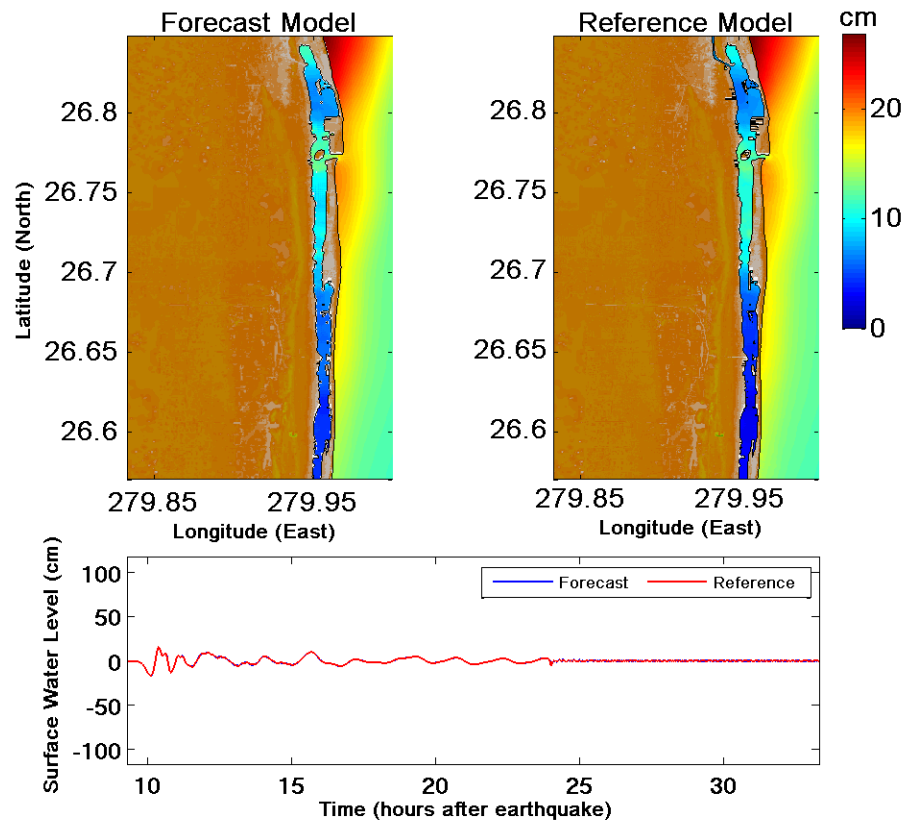 Forecast Model
Reference Model
cm
26.8
26.75
26.7
26.65
26.6
Latitude (North)
279.85
279.95
Longitude (East)
26.8
26.75
26.7
26.65
26.6
279.85
279.95
Longitude (East)
20
10
0
Surface Water Level (cm)
100
50
0
-50
-100
Forecast
Reference
10
15
20
25
30
Time (hours after earthquake)